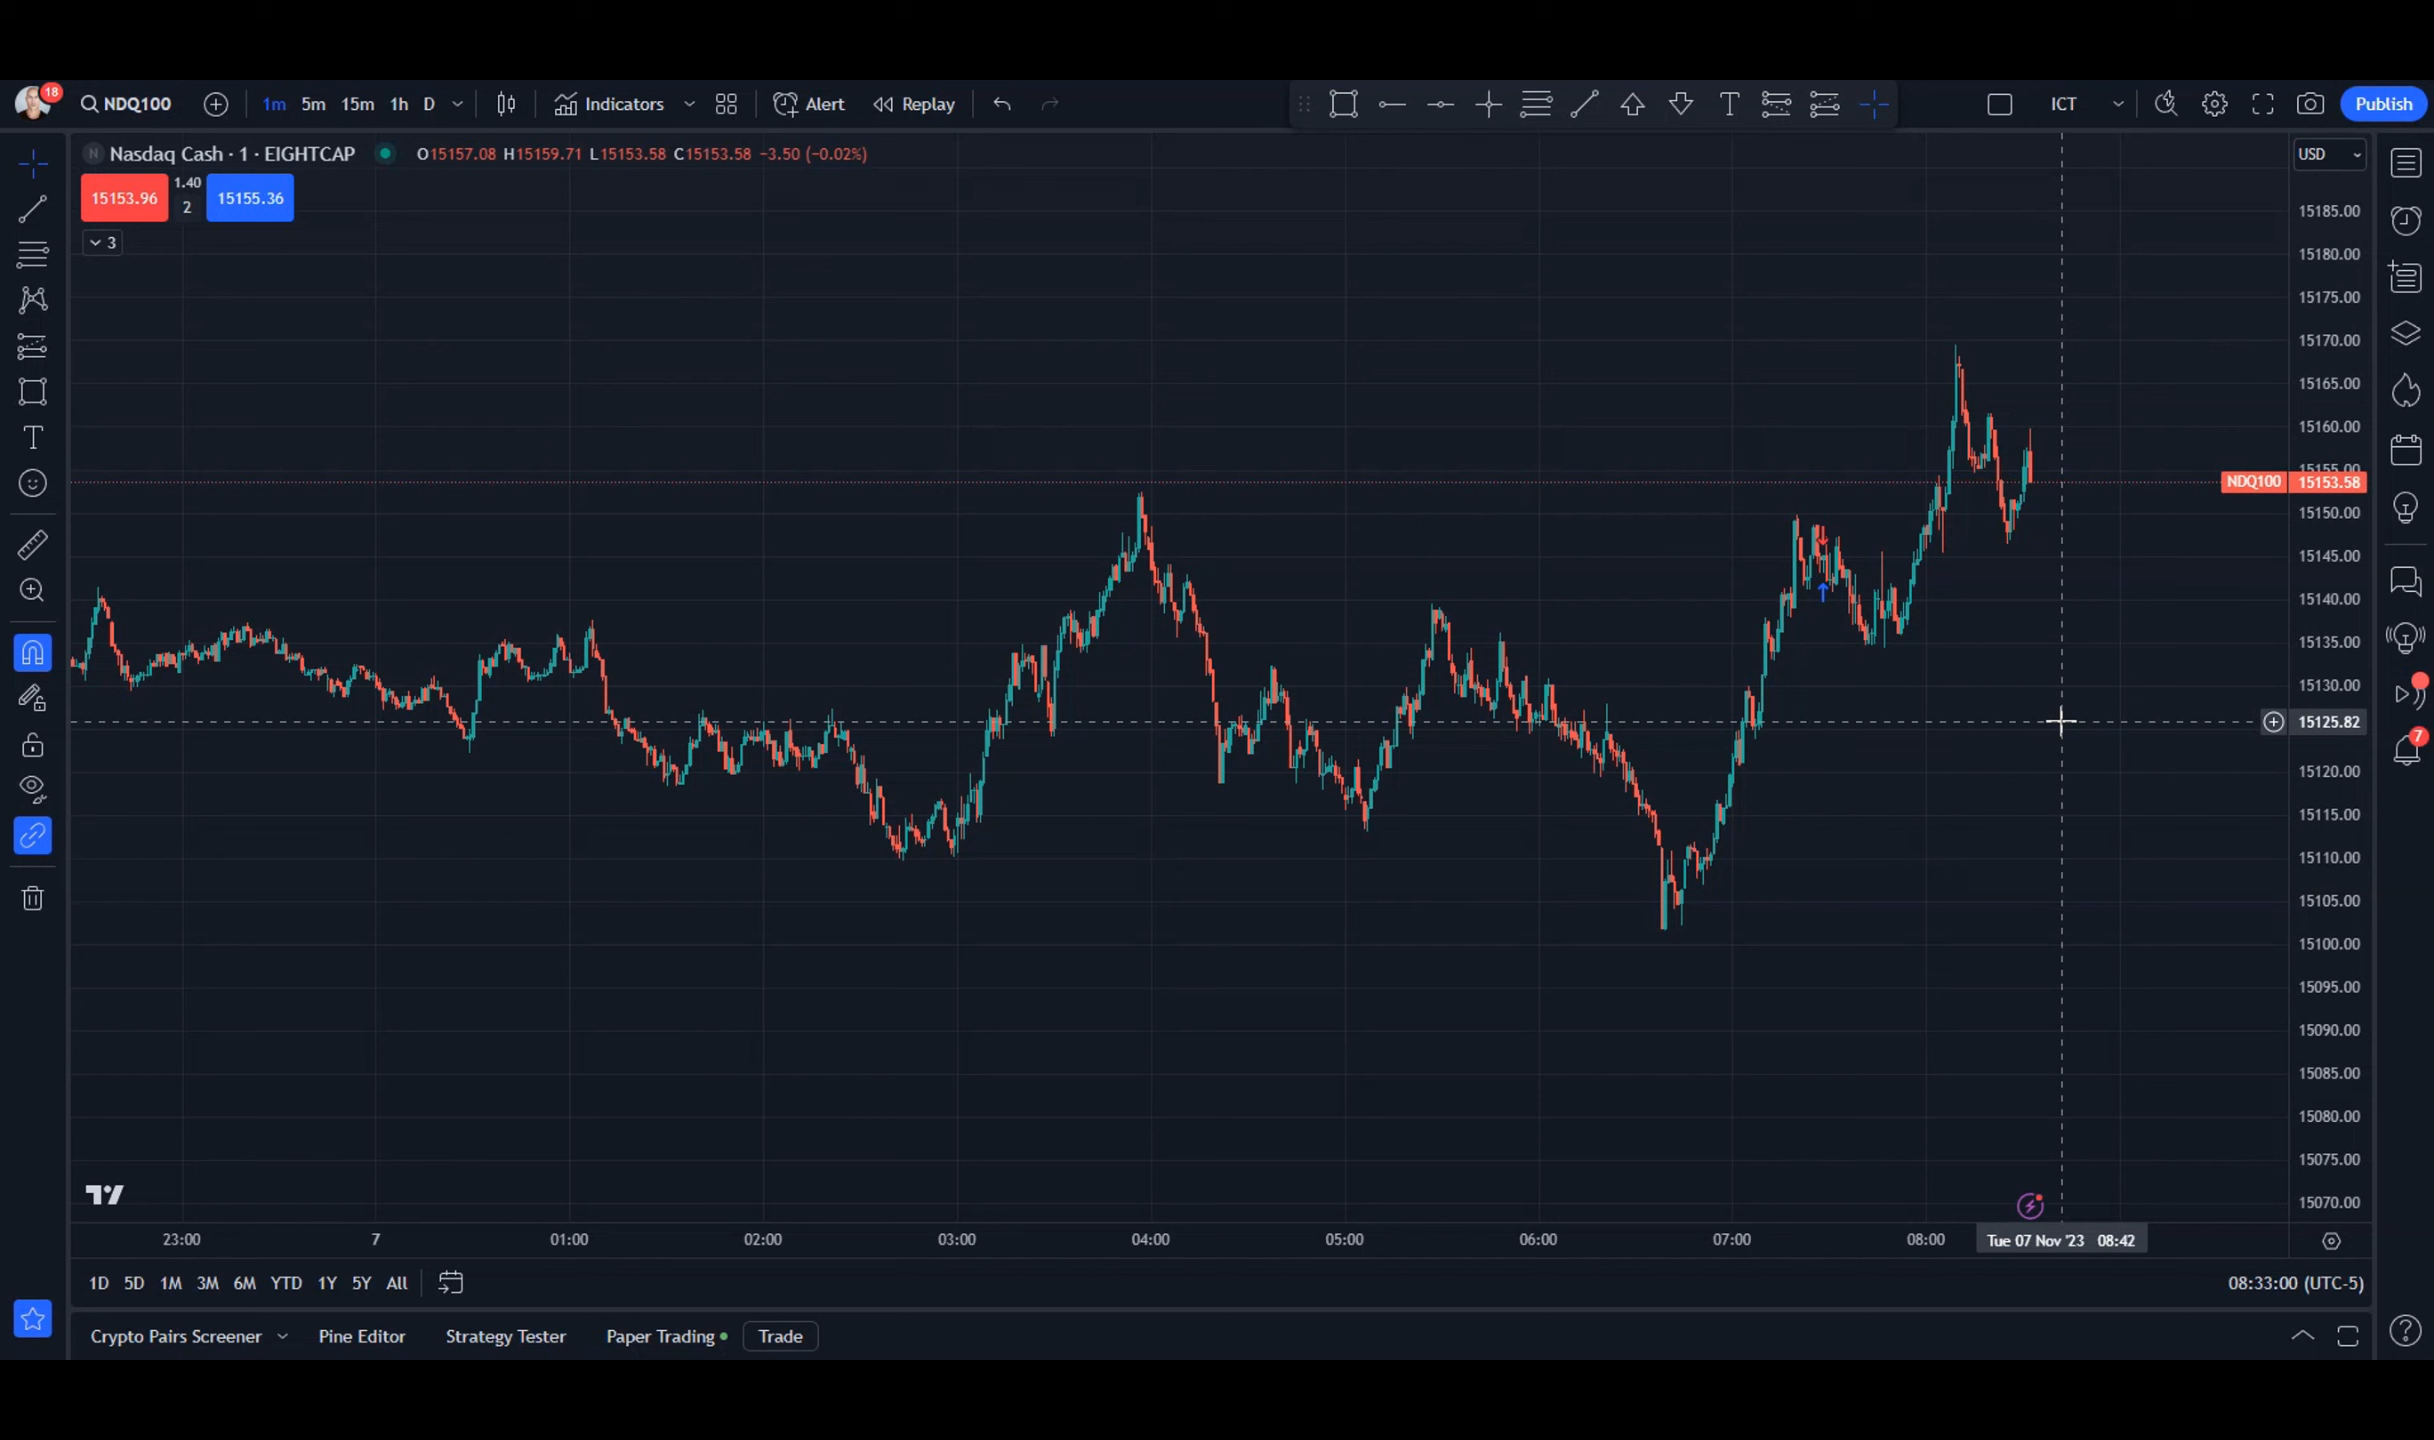 18
NDQ100
1m 5m 15m 1h D
Indicators
Alert
Replay
T
ICT
Publish
N Nasdaq Cash · 1 · EIGHTCAP O15157.08 H15159.71 L15153.58 C15153.58 −3.50 (−0.02%)
USD
15153.96 1.40 2 15155.36
3
15185.00
15180.00
15175.00
15170.00
15165.00
15160.00
15155.00
NDQ100 15153.58
15150.00
15145.00
15140.00
15135.00
15130.00
15125.82
15120.00
15115.00
15110.00
15105.00
15100.00
15095.00
15090.00
15085.00
15080.00
15075.00
15070.00
7
23:00 7 01:00 02:00 03:00 04:00 05:00 06:00 07:00 08:00 Tue 07 Nov '23 08:42
1D 5D 1M 3M 6M YTD 1Y 5Y All
08:33:00 (UTC-5)
Crypto Pairs Screener Pine Editor Strategy Tester Paper Trading Trade